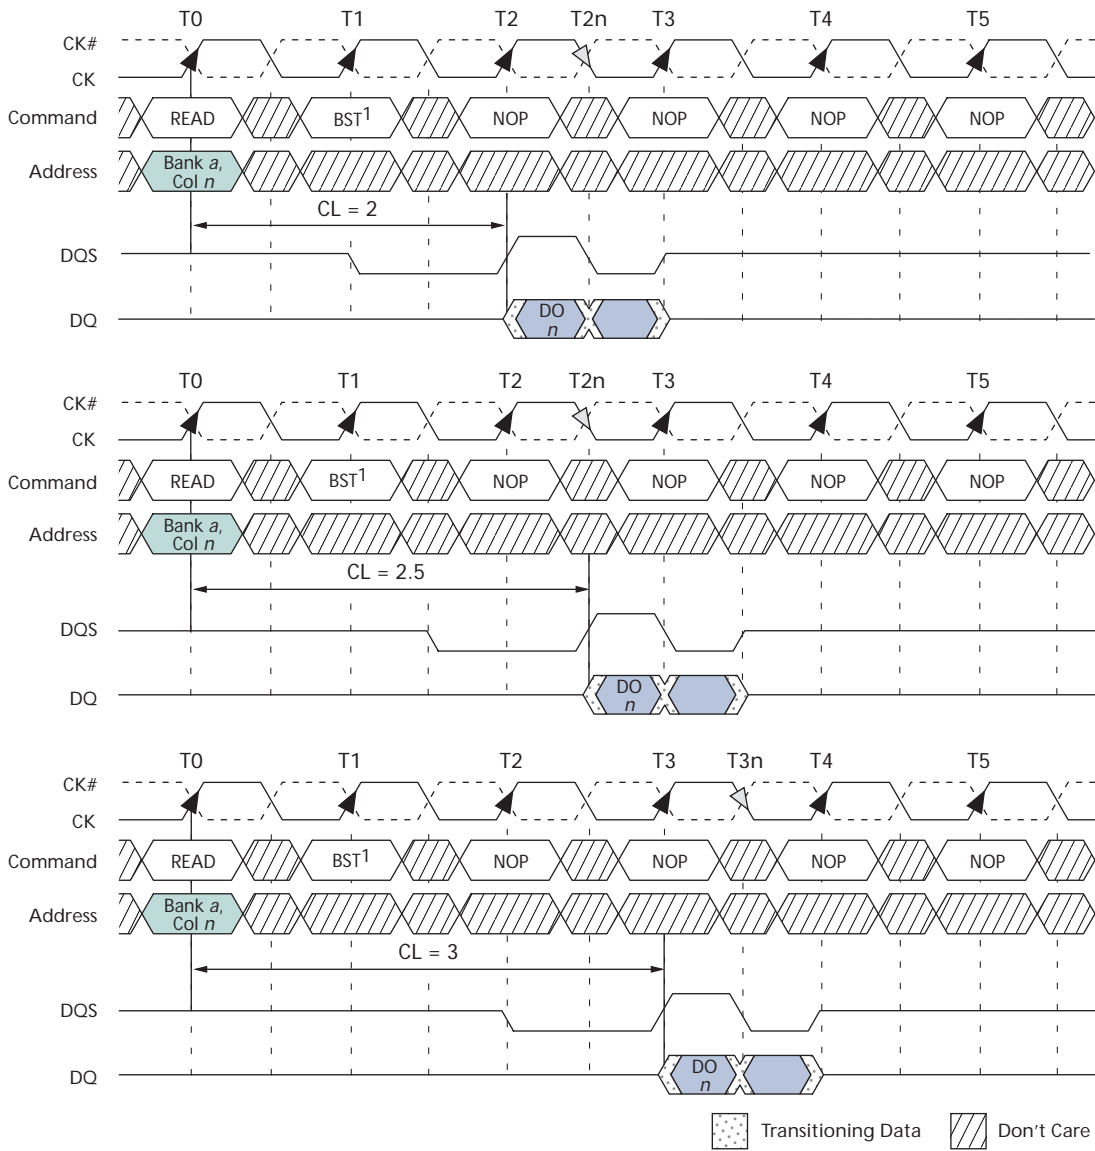 T0 T1 T2 T2n T3 T4 T5
CK#
CK
Command READ BST1 NOP NOP NOP NOP
Address Bank a,
Col n
CL = 2
DQS
DQ DO
n
T0 T1 T2 T2n T3 T4 T5
CK#
CK
Command READ BST1 NOP NOP NOP NOP
Address Bank a,
Col n
CL = 2.5
DQS
DQ DO
n
T0 T1 T2 T3 T3n T4 T5
CK#
CK
Command READ BST1 NOP NOP NOP NOP
Address Bank a,
Col n
CL = 3
DQS
DQ DO
n
Transitioning Data Don't Care